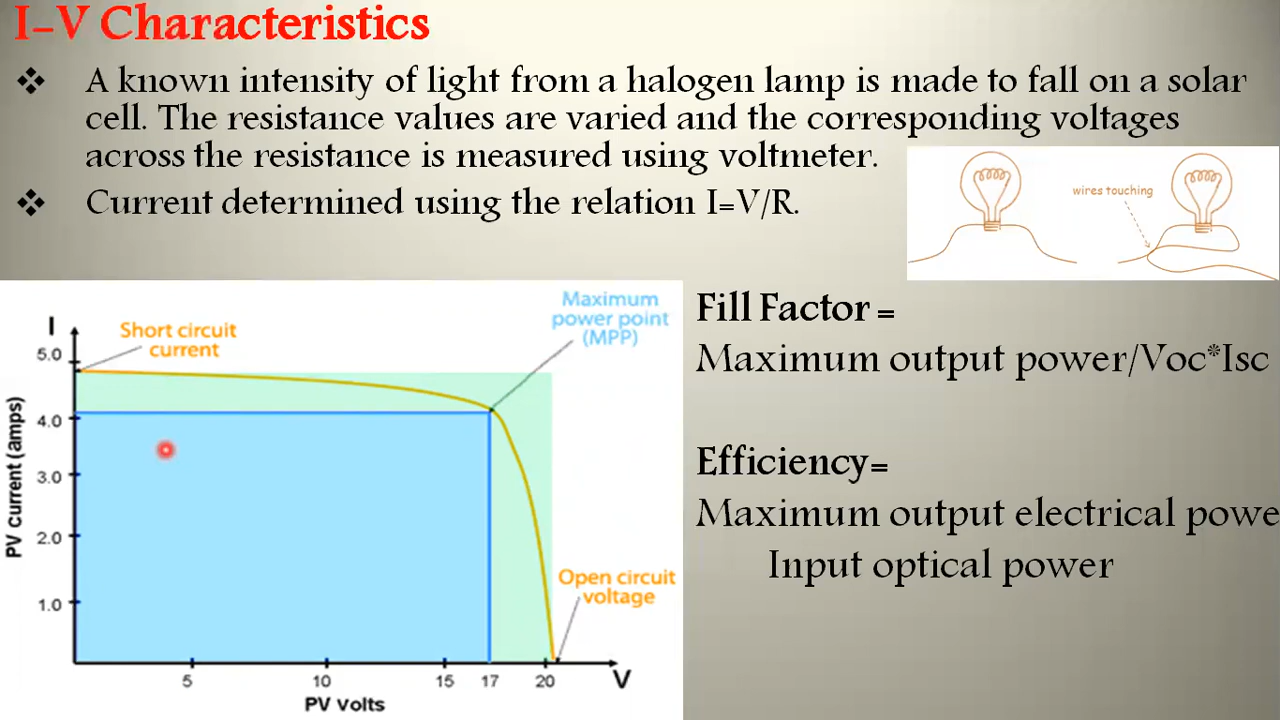 I-V Characteristics
❖ A known intensity of light from a halogen lamp is made to fall on a solar
cell. The resistance values are varied and the corresponding voltages
across the resistance is measured using voltmeter.
❖ Current determined using the relation I=V/R.
wires touching
I
Short circuit
current
Maximum
power point
(MPP)
5.0
4.0
3.0
2.0
1.0
PV current (amps)
Open circuit
voltage
5
10
15
17
20
V
PV volts
Fill Factor =
Maximum output power/Voc*Isc
Efficiency=
Maximum output electrical powe
Input optical power